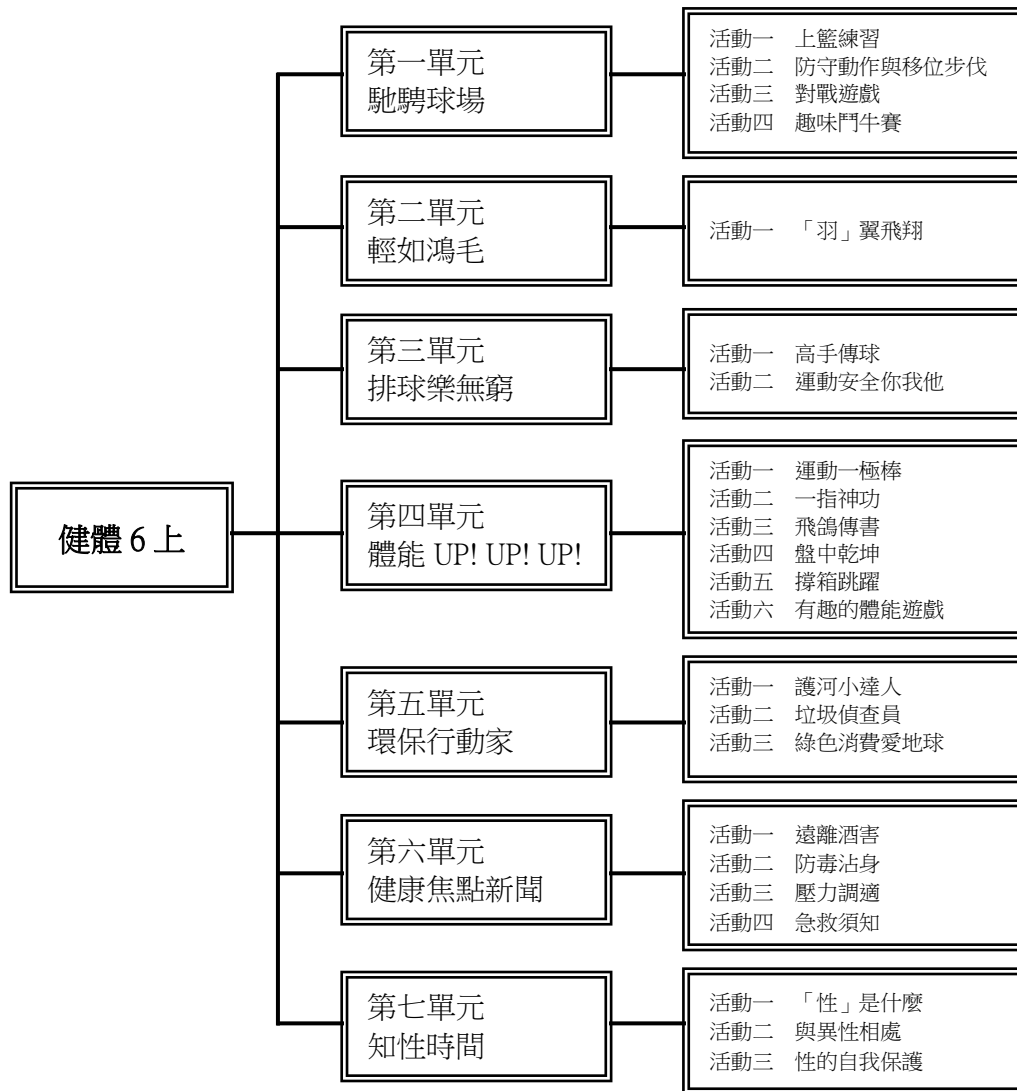 健體 6 上
第一單元
馳騁球場
活動一　上籃練習
活動二　防守動作與移位步伐
活動三　對戰遊戲
活動四　趣味鬥牛賽
第二單元
輕如鴻毛
活動一　「羽」翼飛翔
第三單元
排球樂無窮
活動一　高手傳球
活動二　運動安全你我他
第四單元
體能 UP! UP! UP!
活動一　運動一極棒
活動二　一指神功
活動三　飛鴿傳書
活動四　盤中乾坤
活動五　撐箱跳躍
活動六　有趣的體能遊戲
第五單元
環保行動家
活動一　護河小達人
活動二　垃圾偵查員
活動三　綠色消費愛地球
第六單元
健康焦點新聞
活動一　遠離酒害
活動二　防毒沾身
活動三　壓力調適
活動四　急救須知
第七單元
知性時間
活動一　「性」是什麼
活動二　與異性相處
活動三　性的自我保護